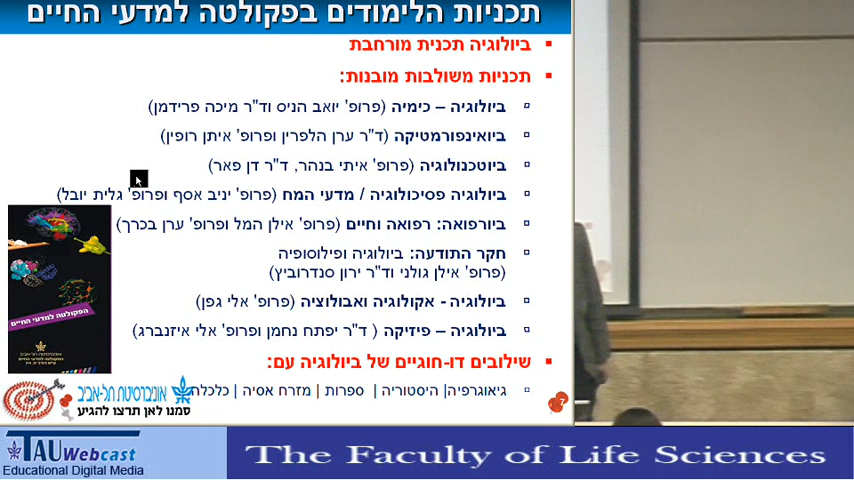 תכניות הלימודים בפקולטה למדעי החיים
ביולוגיה תכנית מורחבת
תכניות משולבות מובנות:
ביולוגיה – כימיה (פרופ' יואב הניס וד"ר מיכה פרידמן)
ביואינפורמטיקה (ד"ר ערן הלפרין ופרופ' איתן רופין)
ביוטכנולוגיה (פרופ' איתי בנהר, ד"ר דן פאר)
ביולוגיה פסיכולוגיה / מדעי המח (פרופ' יניב אסף ופרופ' גלית יובל)
ביורפואה: רפואה וחיים (פרופ' אילן המל ופרופ' ערן בכרך)
חקר התודעה: ביולוגיה ופילוסופיה
(פרופ' אילן גולני וד"ר ירון סנדרוביץ)
ביולוגיה - אקולוגיה ואבולוציה (פרופ' אלי גפן)
ביולוגיה – פיזיקה ( ד"ר יפתח נחמן ופרופ' אלי איזנברג)
שילובים דו-חוגיים של ביולוגיה עם:
גיאוגרפיה| היסטוריה | ספרות | מזרח אסיה | כלכלה
הפקולטה למדעי החיים
אוניברסיטת תל-אביב
סמנו לאן תרצו להגיע
7
TAU Webcast
Educational Digital Media
The Faculty of Life Sciences